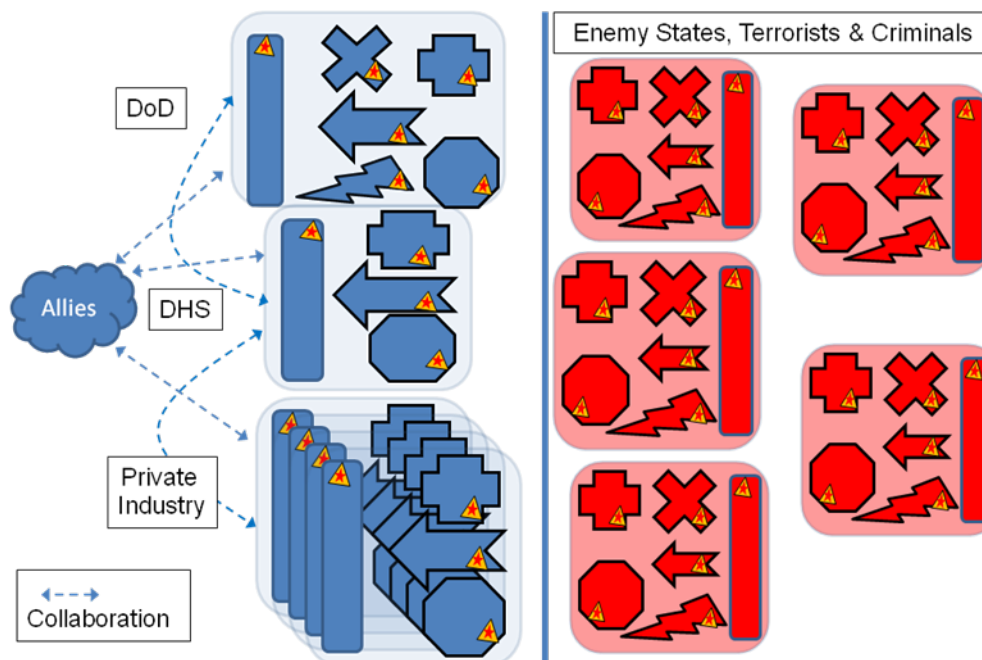 Enemy States, Terrorists & Criminals
DoD
Allies
DHS
Private
Industry
Collaboration